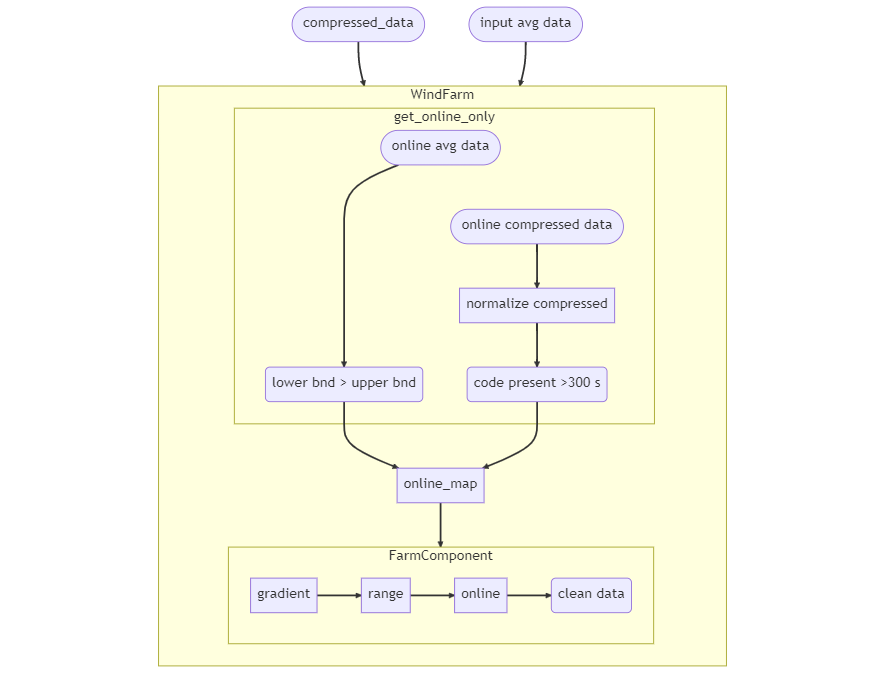 compressed_data
input avg data
WindFarm
get_online_only
online avg data
online compressed data
normalize compressed
lower bnd > upper bnd
code present >300 s
online_map
FarmComponent
gradient
range
online
clean data